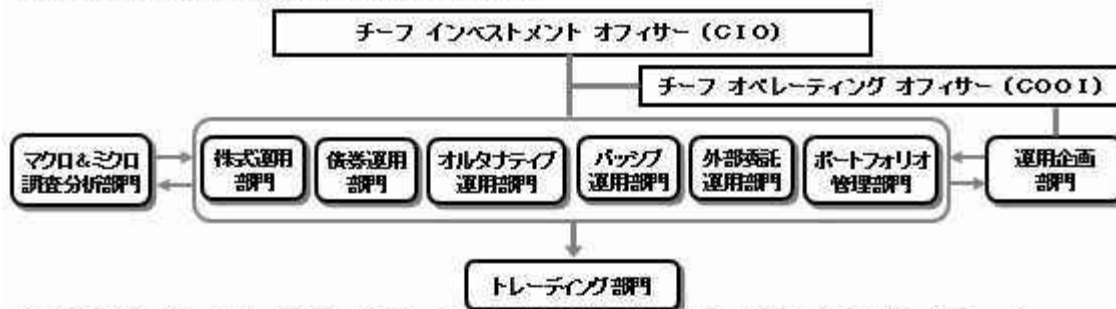 チーフ インベストメント オフィサー (CIO)
チーフ オペレーティング オフィサー (COOI)
マクロ&ミクロ
調査分析部門
株式運用
部門
債券運用
部門
オルタナティブ
運用部門
パッシブ
運用部門
外部委託
運用部門
ポートフォリオ
管理部門
運用企画
部門
トレーディング部門